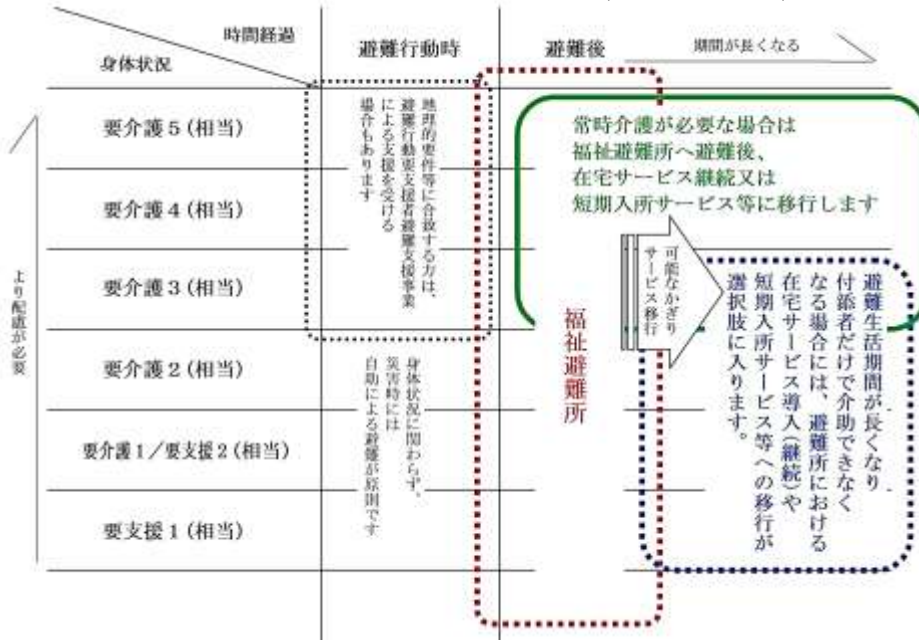 時間経過
身体状況
避難行動時
避難後
期間が長くなる
より配慮が必要
要介護５(相当)
要介護４(相当)
要介護３(相当)
要介護２(相当)
要介護１／要支援２(相当)
要支援１(相当)
地理的要件等に合致する方は、
避難行動要支援者避難支援事業
による支援を受ける
場合もあります
身体状況に関わらず、
災害時には
自助による避難が原則です
福祉避難所
常時介護が必要な場合は
福祉避難所へ避難後、
在宅サービス継続又は
短期入所サービス等に移行します
可能なかぎり
サービス移行
避難生活期間が長くなり
付添者だけで介助できなく
なる場合には、避難所における
在宅サービス導入(継続)や
短期入所サービス等への移行が
選択肢に入ります。